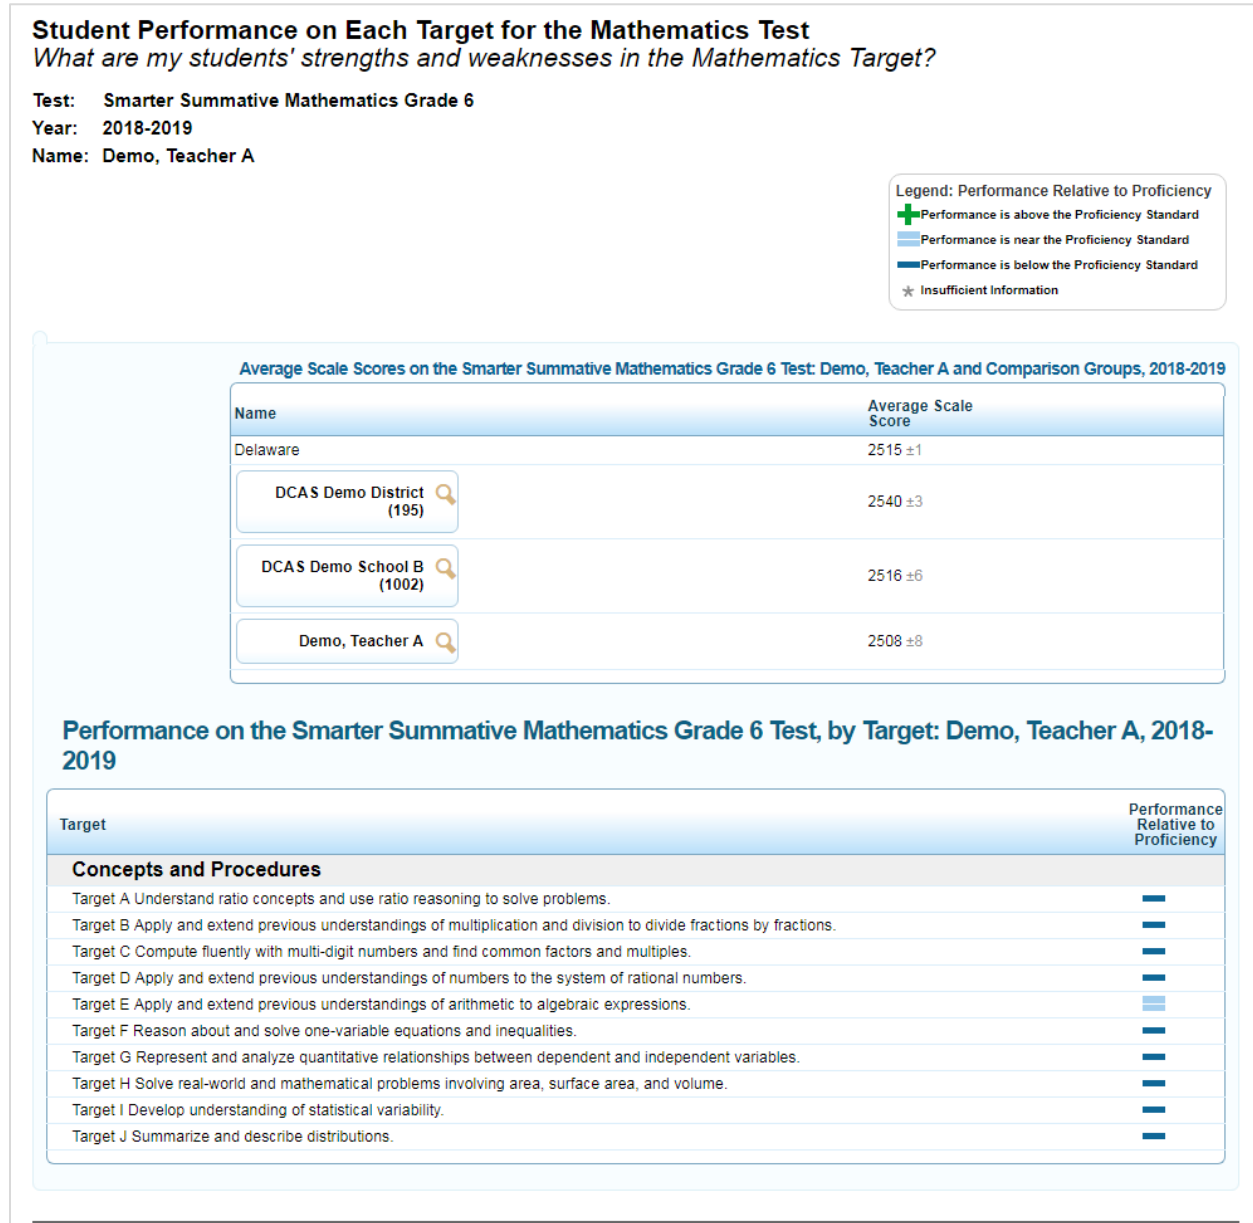 Student Performance on Each Target for the Mathematics Test
What are my students' strengths and weaknesses in the Mathematics Target?
Test: Smarter Summative Mathematics Grade 6
Year: 2018-2019
Name: Demo, Teacher A
Legend: Performance Relative to Proficiency
Performance is above the Proficiency Standard
Performance is near the Proficiency Standard
Performance is below the Proficiency Standard
* Insufficient Information
Average Scale Scores on the Smarter Summative Mathematics Grade 6 Test: Demo, Teacher A and Comparison Groups, 2018-2019
Name Average Scale
Score
Delaware 2515 ±1
DCAS Demo District
(195) 2540 ±3
DCAS Demo School B
(1002) 2516 ±6
Demo, Teacher A 2508 ±8
Performance on the Smarter Summative Mathematics Grade 6 Test, by Target: Demo, Teacher A, 2018-
2019
Target Performance
Relative to
Proficiency
Concepts and Procedures
Target A Understand ratio concepts and use ratio reasoning to solve problems.
Target B Apply and extend previous understandings of multiplication and division to divide fractions by fractions.
Target C Compute fluently with multi-digit numbers and find common factors and multiples.
Target D Apply and extend previous understandings of numbers to the system of rational numbers.
Target E Apply and extend previous understandings of arithmetic to algebraic expressions.
Target F Reason about and solve one-variable equations and inequalities.
Target G Represent and analyze quantitative relationships between dependent and independent variables.
Target H Solve real-world and mathematical problems involving area, surface area, and volume.
Target I Develop understanding of statistical variability.
Target J Summarize and describe distributions.